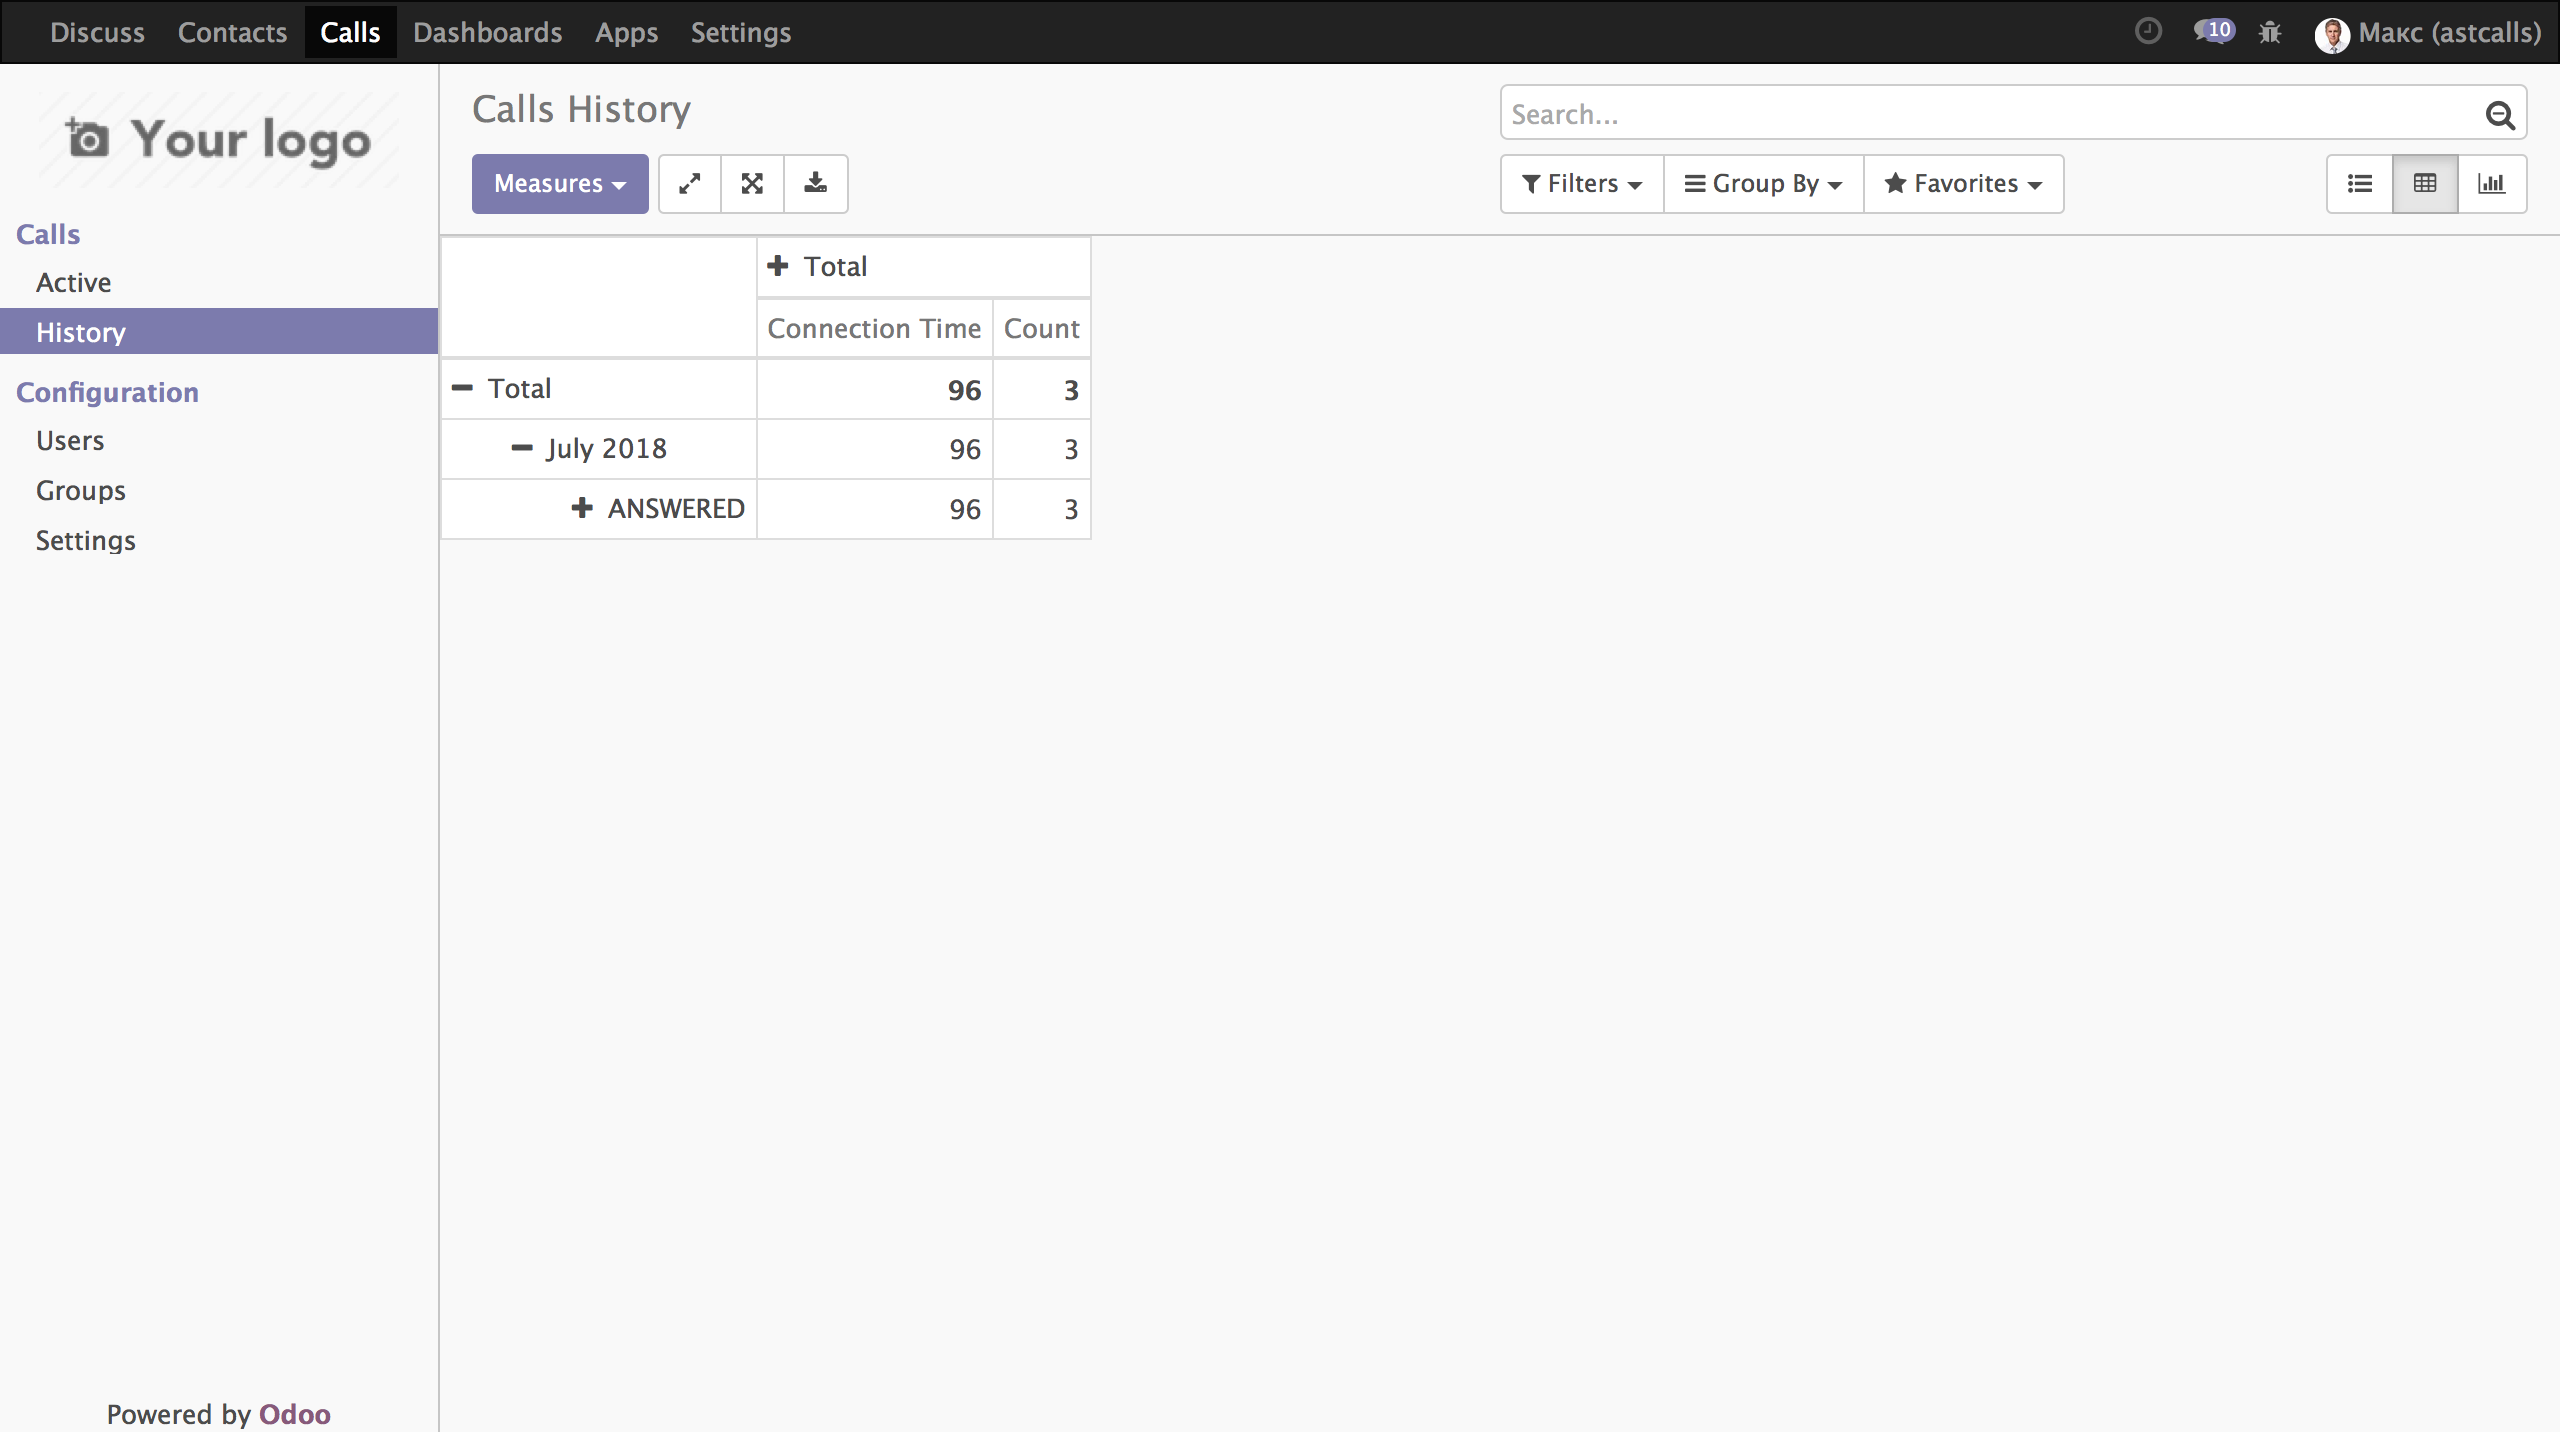 Discuss Contacts Calls Dashboards Apps Settings 10 Макс (astcalls)
Your logo
Calls
Active
History
Configuration
Users
Groups
Settings
Powered by Odoo
Calls History
Search...
Measures
Filters Group By Favorites
Total
Connection Time Count
Total 96 3
July 2018 96 3
ANSWERED 96 3